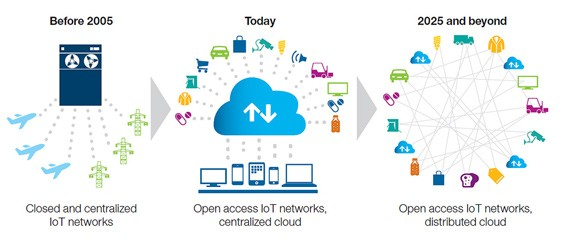 Before 2005
Today
2025 and beyond
Closed and centralized
IoT networks
Open access IoT networks,
centralized cloud
Open access IoT networks,
distributed cloud